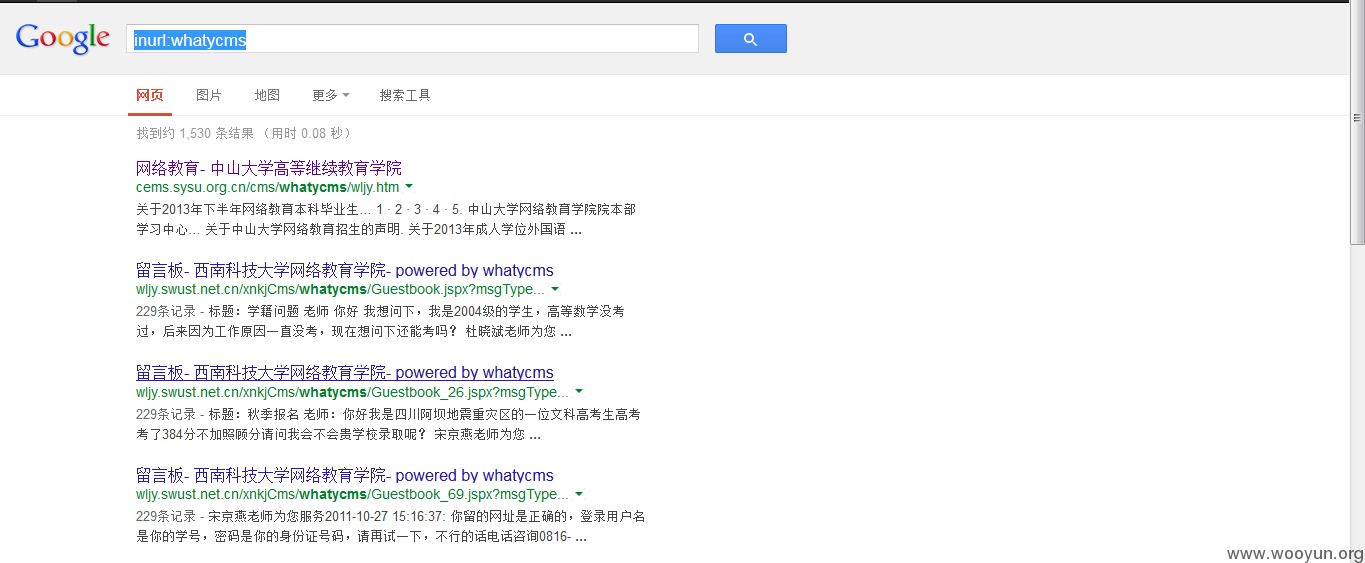 Google inurl:whatycms
网页 图片 地图 更多 搜索工具
找到约 1,530 条结果 （用时 0.08 秒）
网络教育- 中山大学高等继续教育学院
cems.sysu.org.cn/cms/whatycms/wljy.htm
关于2013年下半年网络教育本科毕业生... 1 · 2 · 3 · 4 · 5. 中山大学网络教育学院院本部
学习中心... 关于中山大学网络教育招生的声明. 关于2013年成人学位外国语 ...
留言板- 西南科技大学网络教育学院- powered by whatycms
wljy.swust.net.cn/xnkjCms/whatycms/Guestbook.jspx?msgType...
229条记录 - 标题：学籍问题 老师 你好 我想问下，我是2004级的学生，高等数学没考
过，后来因为工作原因一直没考，现在想问下还能考吗？ 杜晓斌老师为您 ...
留言板- 西南科技大学网络教育学院- powered by whatycms
wljy.swust.net.cn/xnkjCms/whatycms/Guestbook_26.jspx?msgType...
229条记录 - 标题：秋季报名 老师：你好我是四川阿坝地震重灾区的一位文科高考生高考
考了384分不加照顾分请问我会不会贵学校录取呢？ 宋京燕老师为您 ...
留言板- 西南科技大学网络教育学院- powered by whatycms
wljy.swust.net.cn/xnkjCms/whatycms/Guestbook_69.jspx?msgType...
229条记录 - 宋京燕老师为您服务2011-10-27 15:16:37: 你留的网址是正确的，登录用户名
是你的学号，密码是你的身份证号码，请再试一下，不行的话电话咨询0816- ...
www.wooyun.org